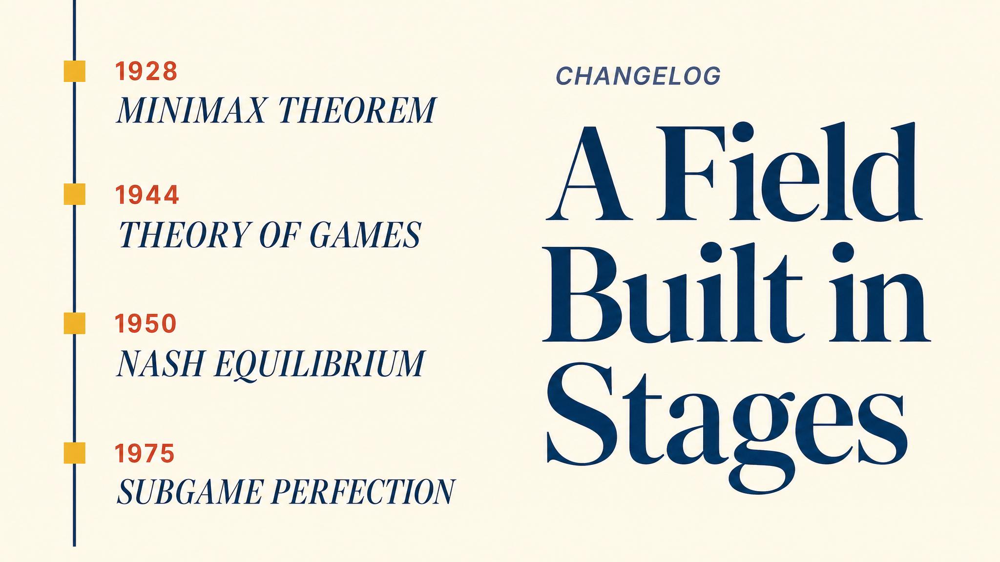 1928
MINIMAX THEOREM
1944
THEORY OF GAMES
1950
NASH EQUILIBRIUM
1975
SUBGAME PERFECTION
CHANGELOG
A Field
Built in
Stages